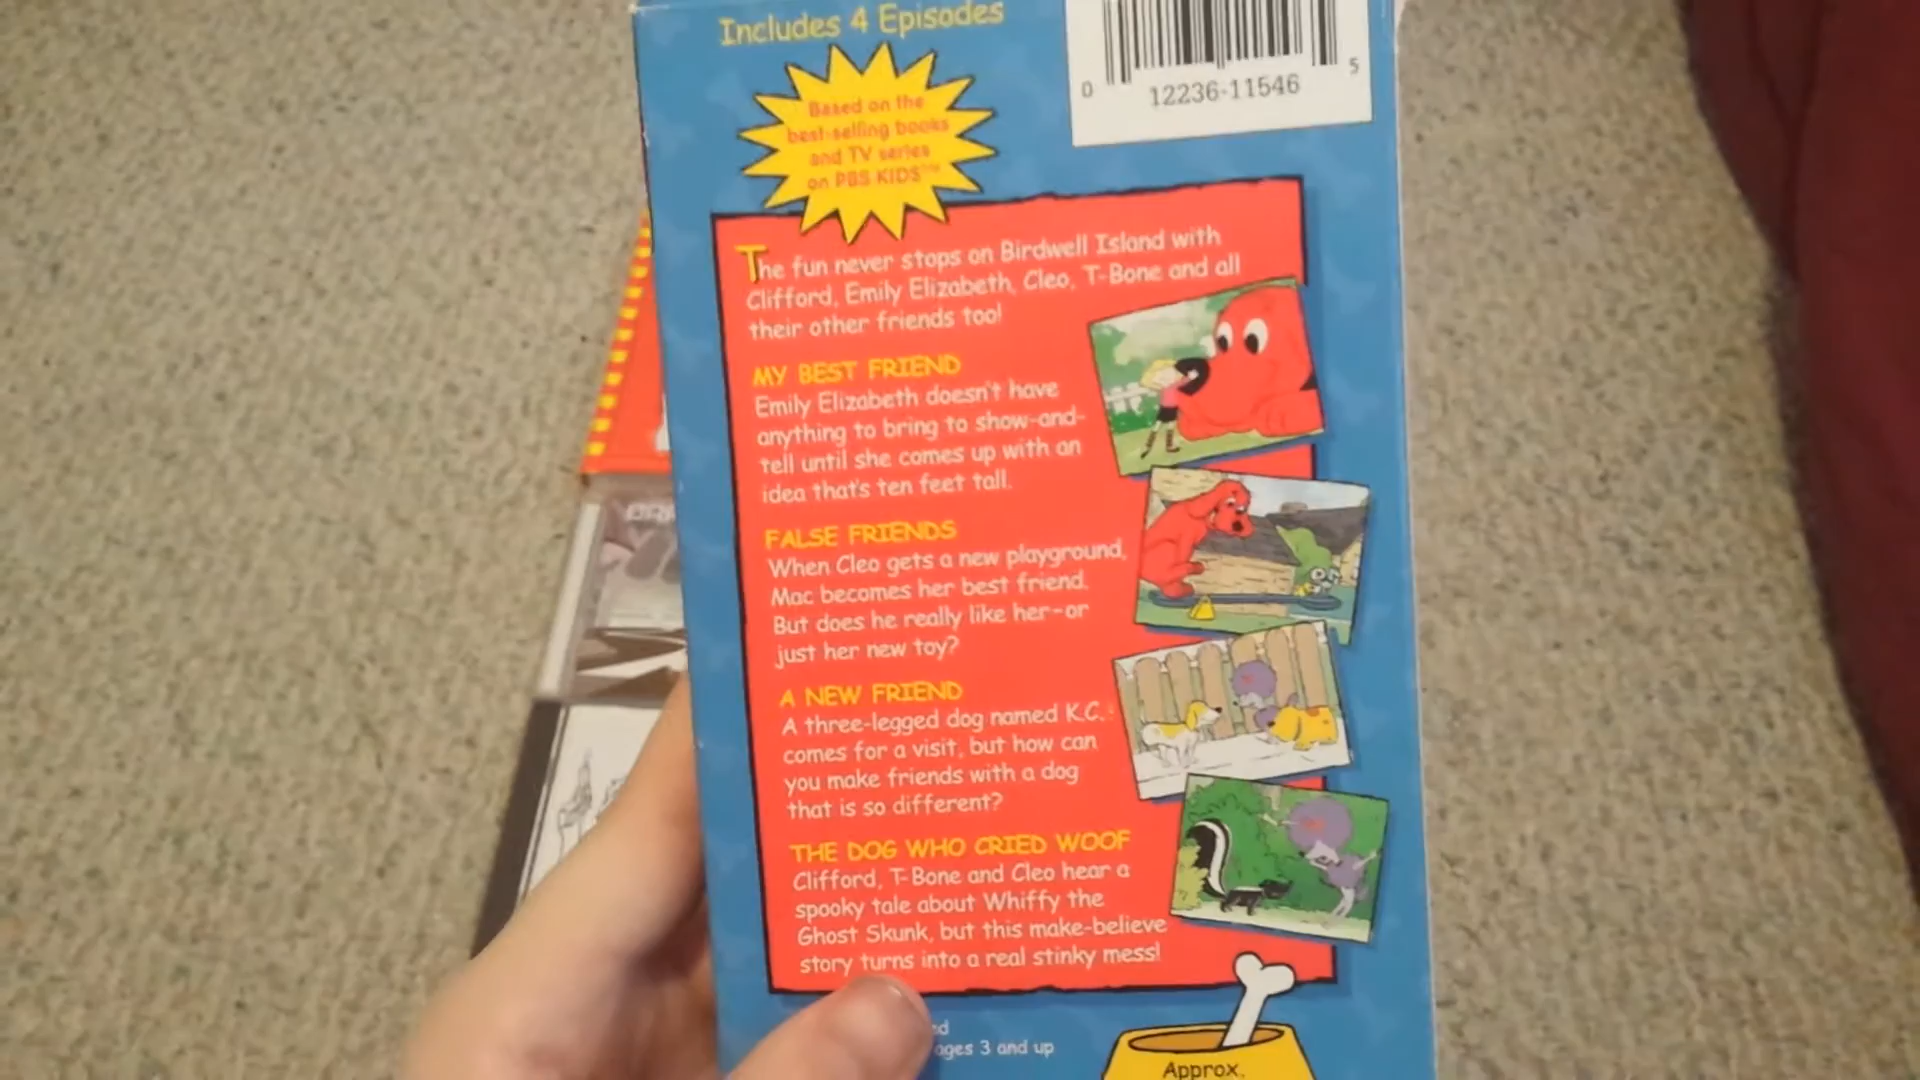 Includes 4 Episodes
0 12236-11546 5
Based on the
best-selling books
and TV series
on PBS KIDS™
The fun never stops on Birdwell Island with
Clifford, Emily Elizabeth, Cleo, T-Bone and all
their other friends too!
MY BEST FRIEND
Emily Elizabeth doesn't have
anything to bring to show-and-
tell until she comes up with an
idea that's ten feet tall.
FALSE FRIENDS
When Cleo gets a new playground,
Mac becomes her best friend.
But does he really like her–or
just her new toy?
A NEW FRIEND
A three-legged dog named K.C.
comes for a visit, but how can
you make friends with a dog
that is so different?
THE DOG WHO CRIED WOOF
Clifford, T-Bone and Cleo hear a
spooky tale about Whiffy the
Ghost Skunk, but this make-believe
story turns into a real stinky mess!
ages 3 and up
Approx.